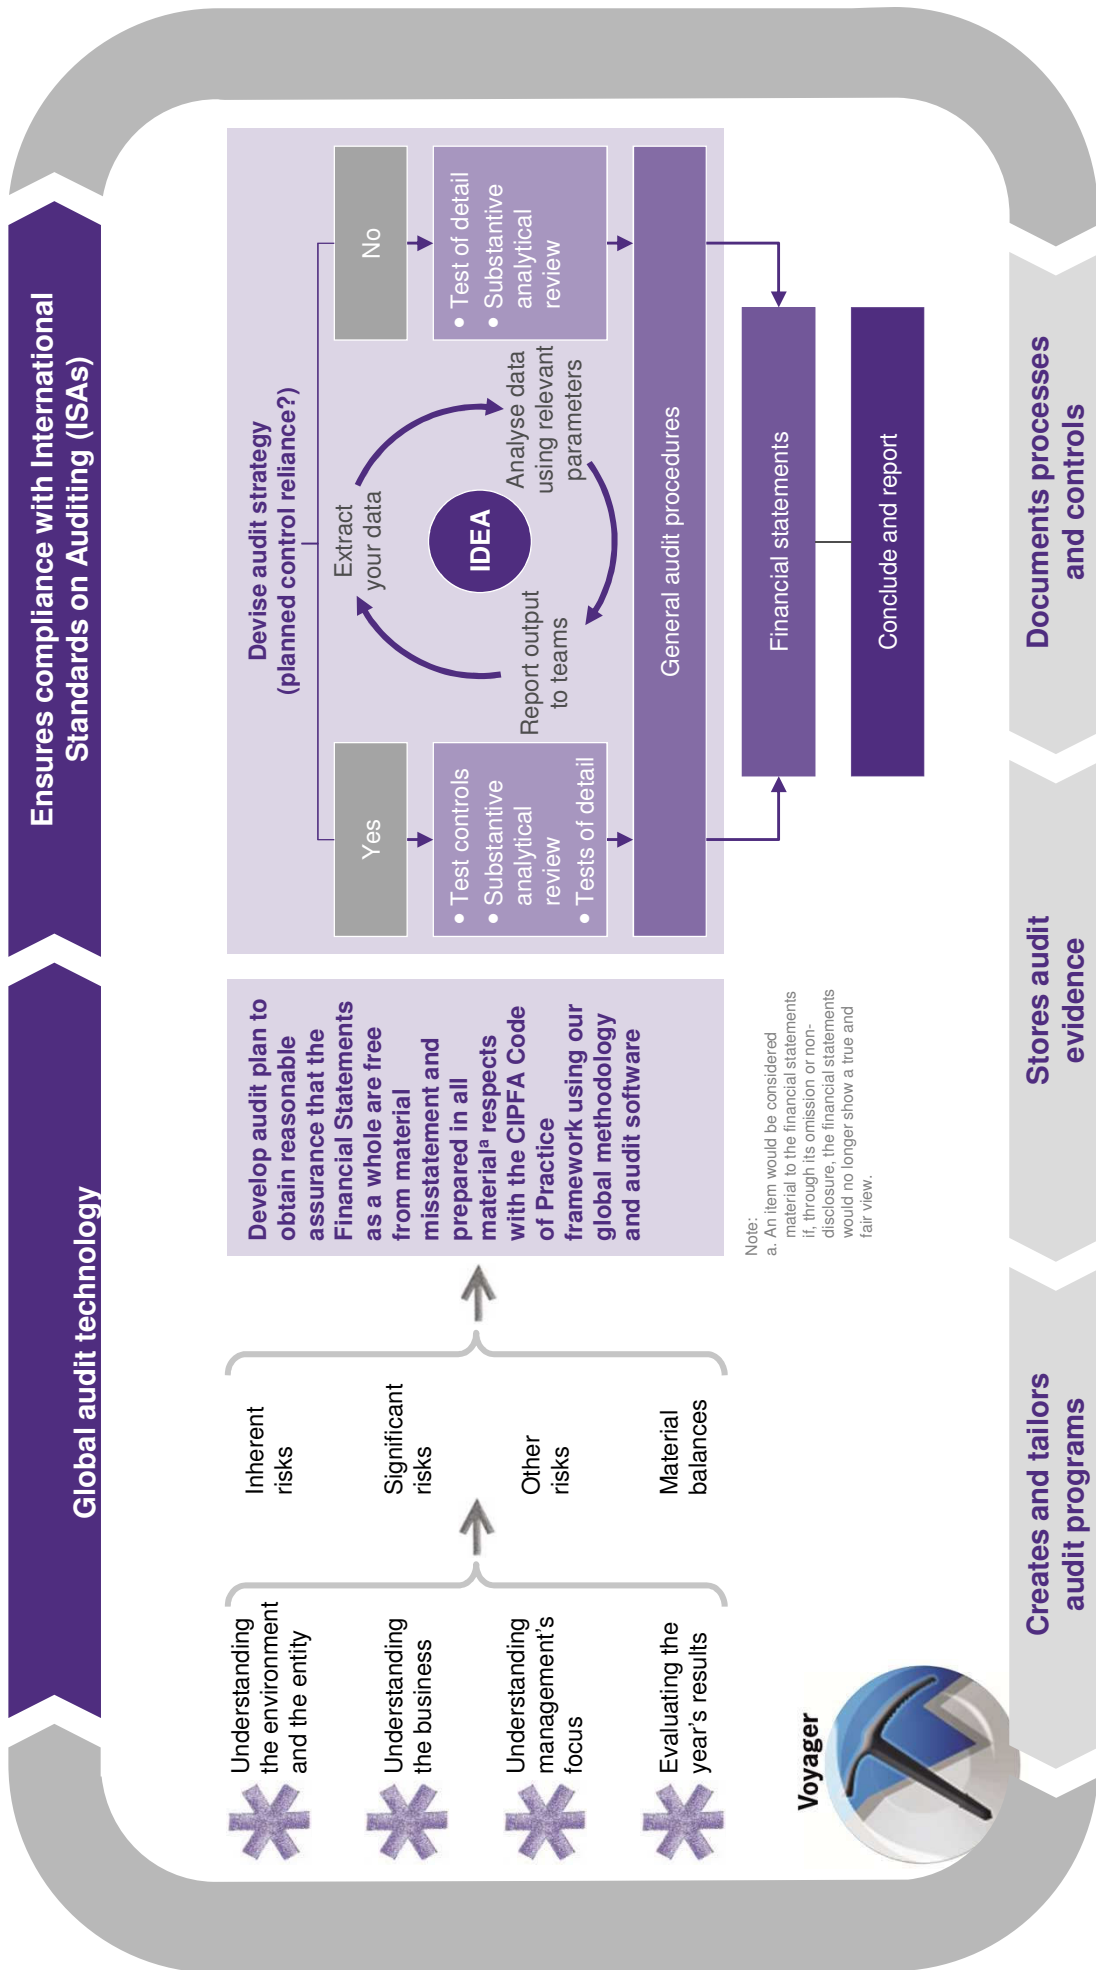 Global audit technology
Ensures compliance with International
Standards on Auditing (ISAs)
Understanding
the environment
and the entity
Understanding
the business
Understanding
management's
focus
Evaluating the
year's results
Inherent
risks
Significant
risks
Other
risks
Material
balances
Develop audit plan to
obtain reasonable
assurance that the
Financial Statements
as a whole are free
from material
misstatement and
prepared in all
materialᵃ respects
with the CIPFA Code
of Practice
framework using our
global methodology
and audit software
Note:
a. An item would be considered
material to the financial statements
if, through its omission or non-
disclosure, the financial statements
would no longer show a true and
fair view.
Devise audit strategy
(planned control reliance?)
Yes
No
• Test controls
• Substantive
analytical
review
• Tests of detail
Extract
your data
IDEA
Report output
to teams
Analyse data
using relevant
parameters
• Test of detail
• Substantive
analytical
review
General audit procedures
Financial statements
Conclude and report
Voyager
Creates and tailors
audit programs
Stores audit
evidence
Documents processes
and controls